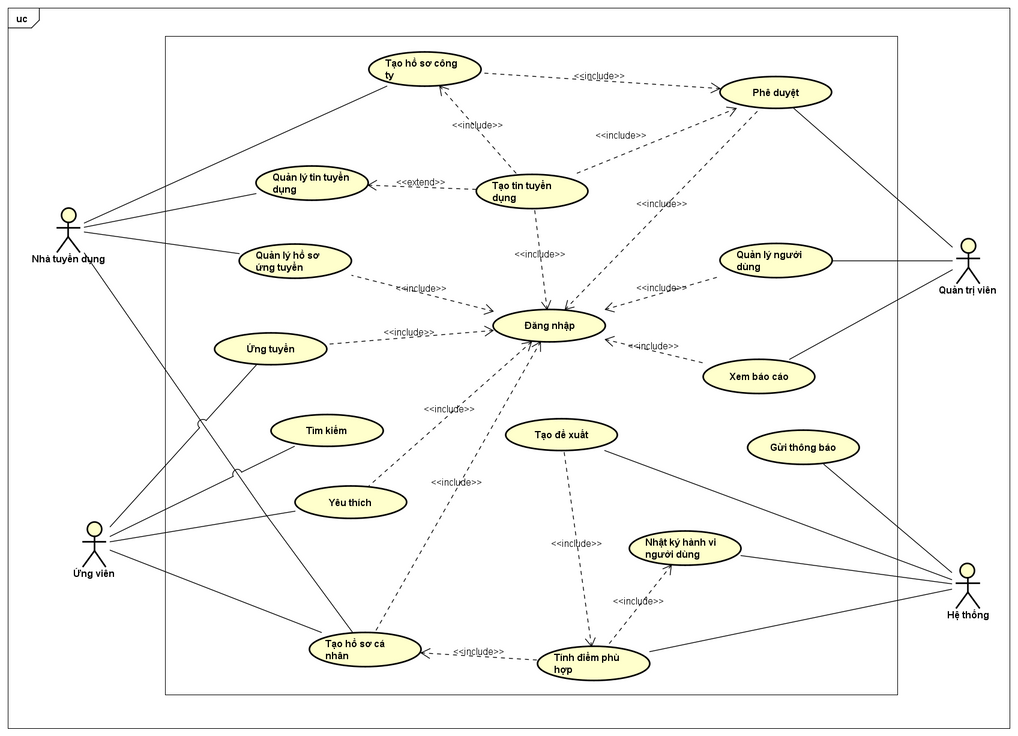 uc
Tạo hồ sơ công
ty
<<include>>
Phê duyệt
<<include>>
<<include>>
Quản lý tin tuyển
dụng
<<extend>>
Tạo tin tuyển
dụng
<<include>>
Nhà tuyển dụng
Quản lý hồ sơ
ứng tuyển
<<include>>
Quản lý người
dùng
Quản trị viên
<<include>>
<<include>>
Đăng nhập
Ứng tuyển
<<include>>
<<include>>
Xem báo cáo
<<include>>
Tìm kiếm
Tạo đề xuất
Gửi thông báo
<<include>>
Yêu thích
<<include>>
Nhật ký hành vi
người dùng
Ứng viên
<<include>>
Hệ thống
Tạo hồ sơ cá
nhân
<<include>>
Tính điểm phù
hợp